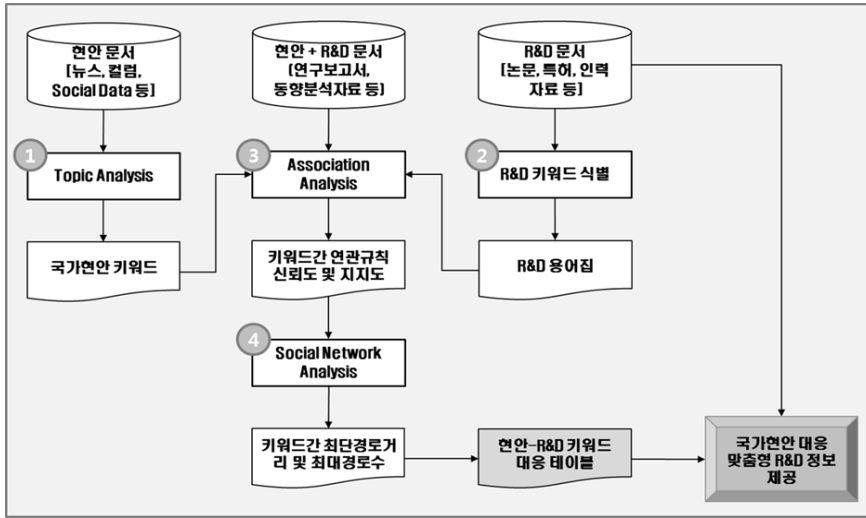 현안 문서
[뉴스, 컬럼,
Social Data 등]
현안 + R&D 문서
(연구보고서,
동향분석자료 등)
R&D 문서
[논문, 특허, 인력
자료 등]
1
Topic Analysis
3
Association
Analysis
2
R&D 키워드 식별
국가현안 키워드
키워드간 연관규칙
신뢰도 및 지지도
R&D 용어집
4
Social Network
Analysis
키워드간 최단경로거
리 및 최대경로수
현안-R&D 키워드
대응 테이블
국가현안 대응
맞춤형 R&D 정보
제공